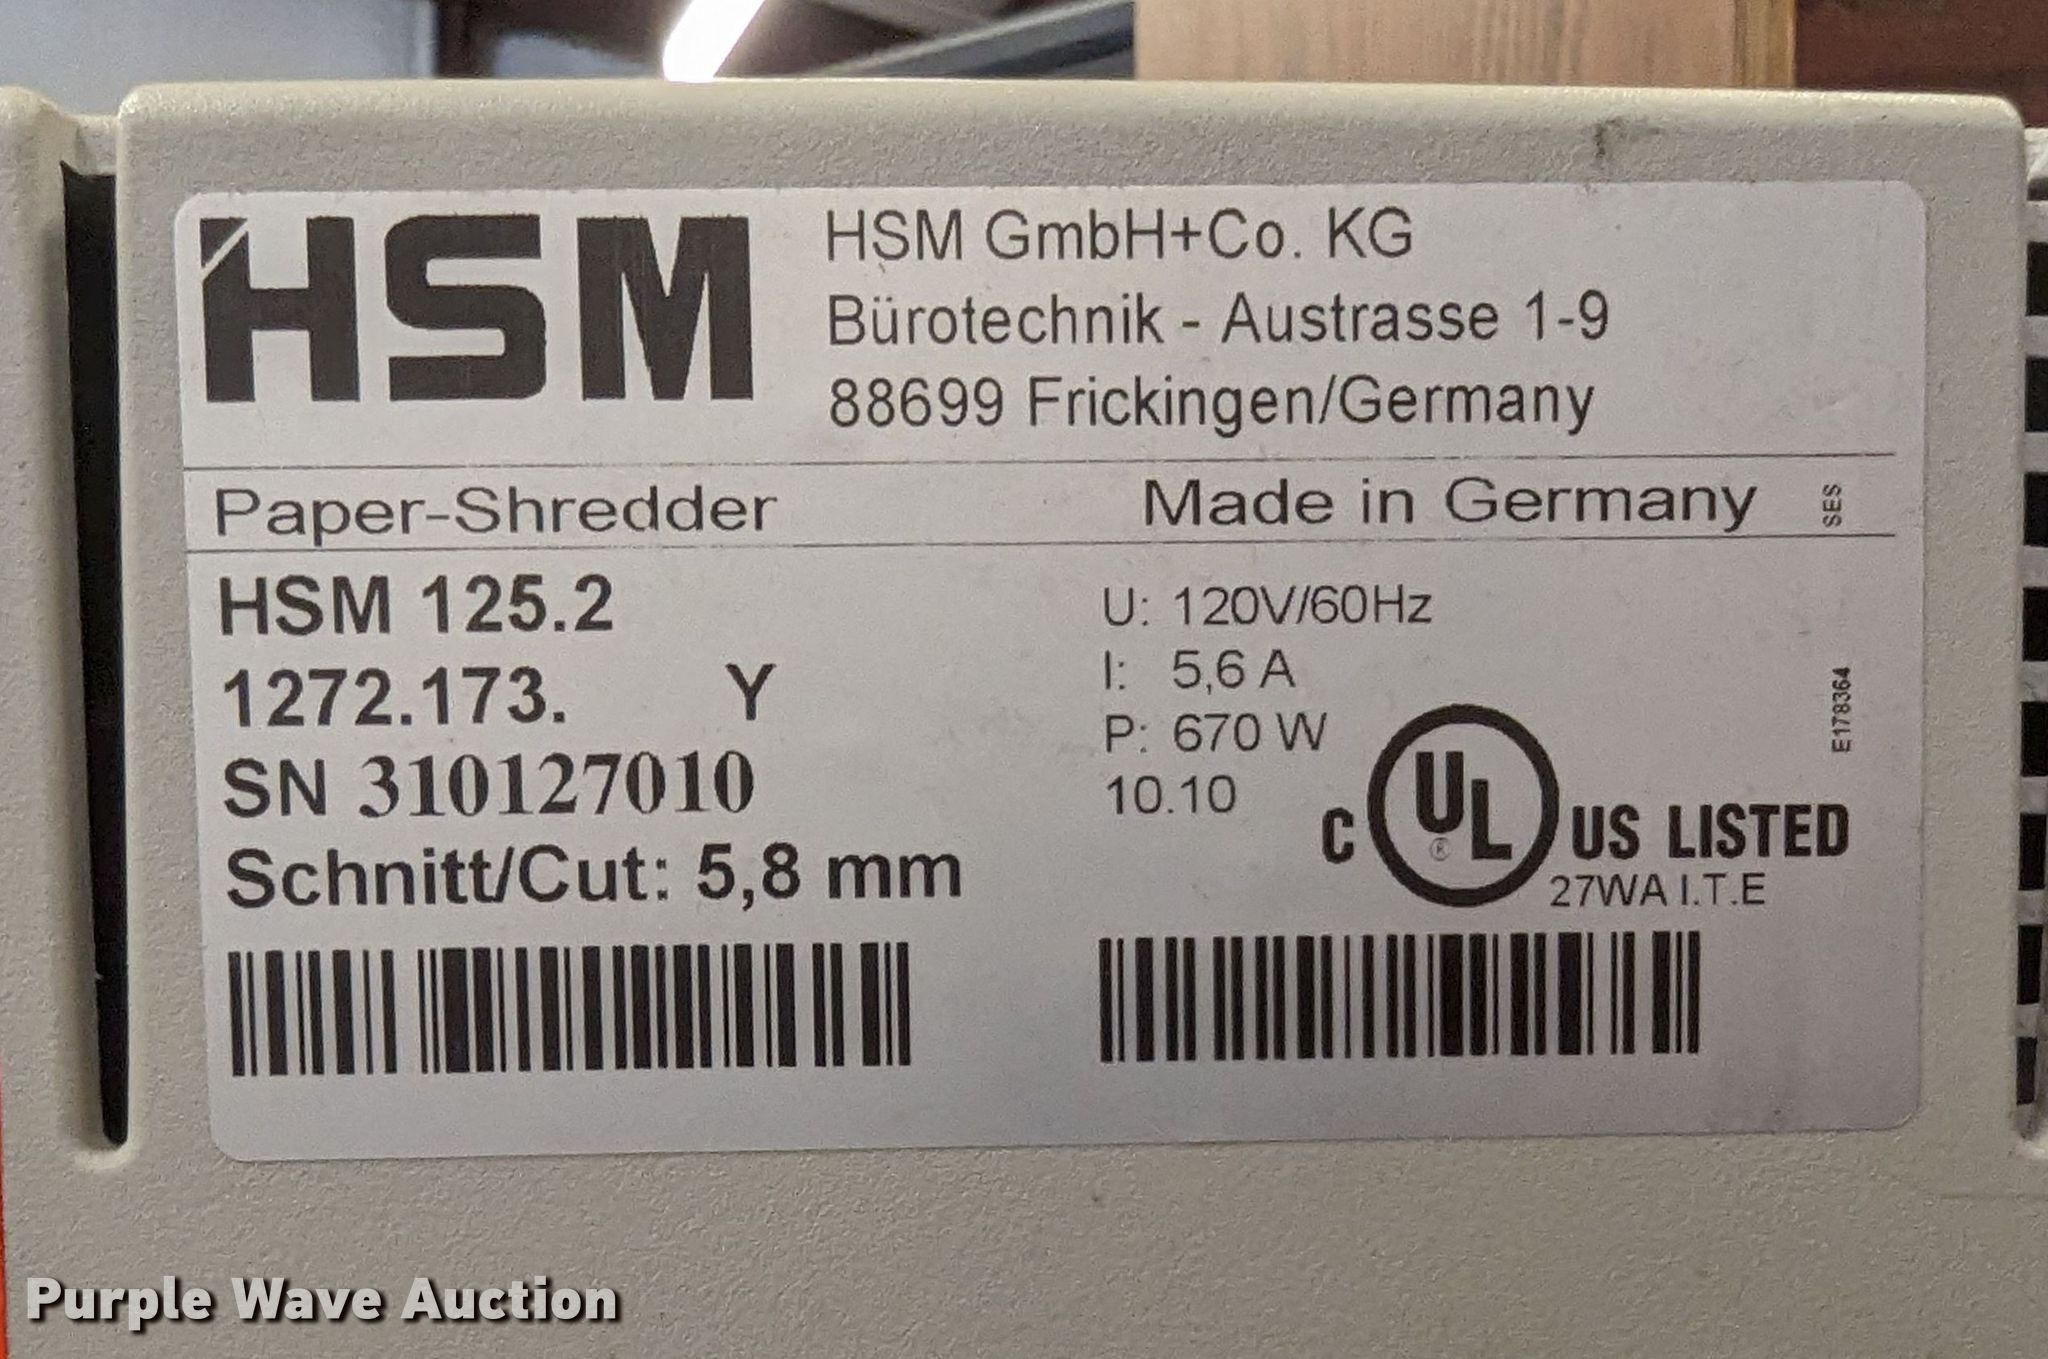 HSM
HSM GmbH+Co. KG
Bürotechnik - Austrasse 1-9
88699 Frickingen/Germany
Paper-Shredder
Made in Germany
SES
HSM 125.2
1272.173. Y
SN 310127010
Schnitt/Cut: 5,8 mm
U: 120V/60Hz
I: 5,6 A
P: 670 W
10.10
C UL® US LISTED
27WA I.T.E
E178364
Purple Wave Auction